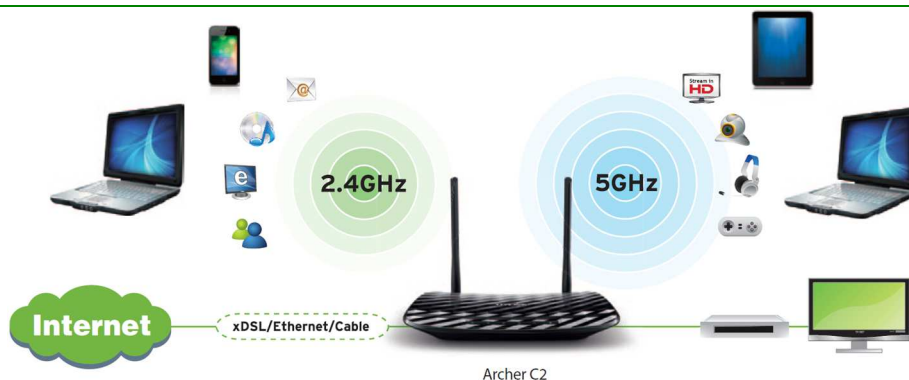 @
Stream in
HD
e
2.4GHz
5GHz
Internet
xDSL/Ethernet/Cable
Archer C2